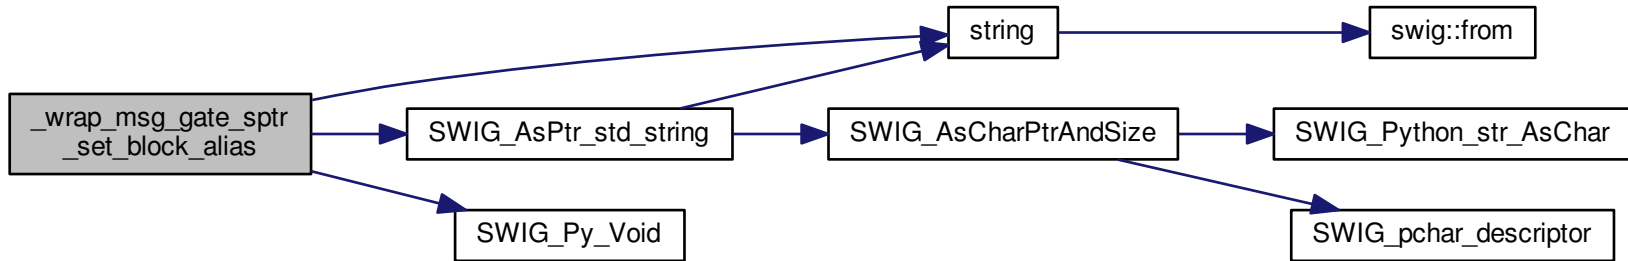 string
swig::from
_wrap_msg_gate_sptr
_set_block_alias
SWIG_AsPtr_std_string
SWIG_AsCharPtrAndSize
SWIG_Python_str_AsChar
SWIG_Py_Void
SWIG_pchar_descriptor